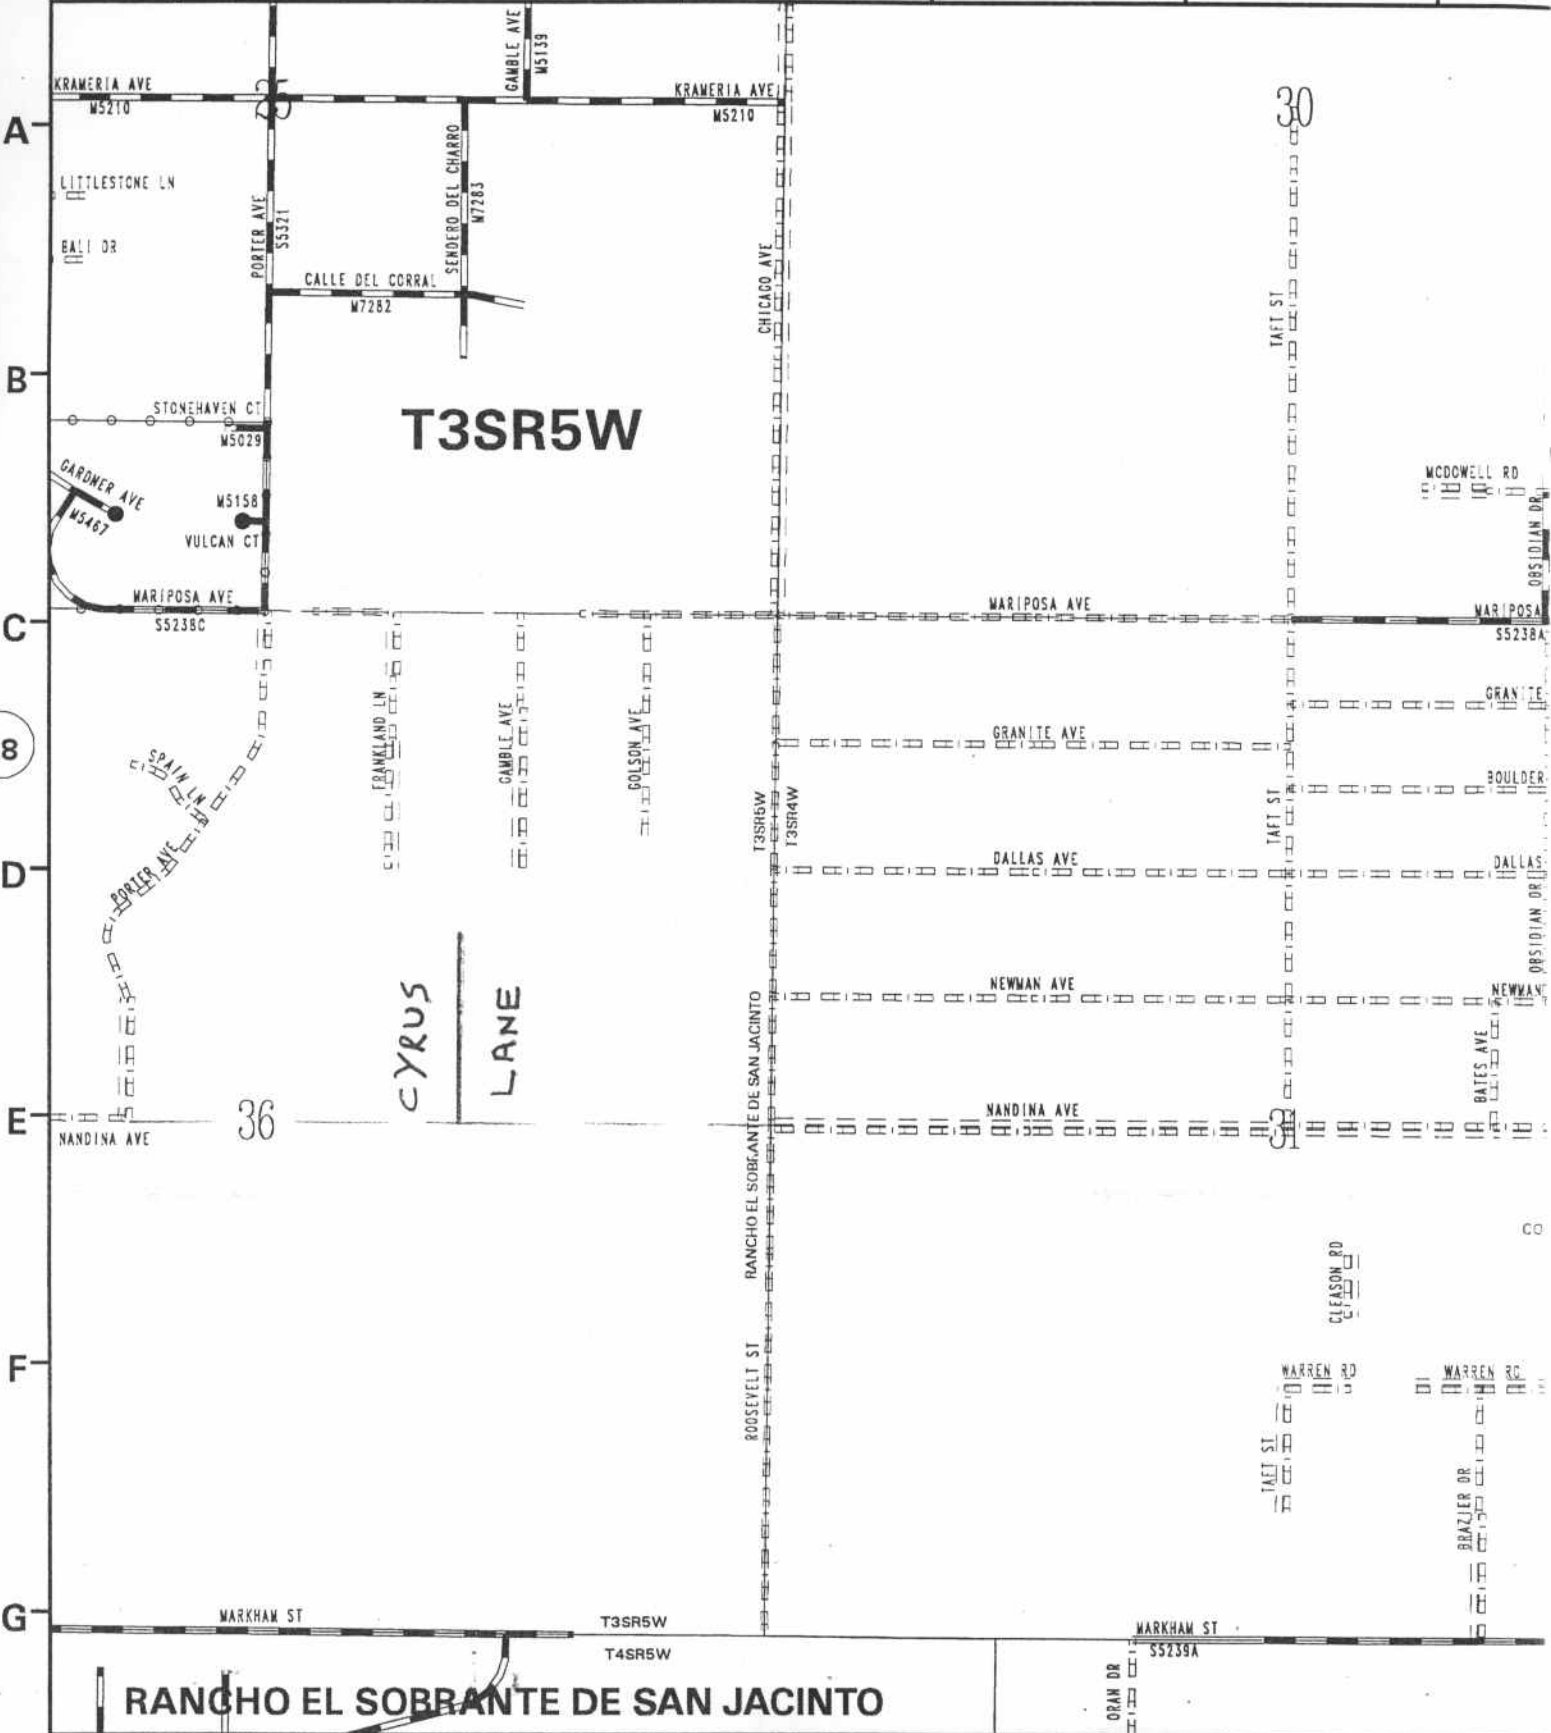 GAMBLE AVE
M5139
KRAMERIA AVE
M5210
25
KRAMERIA AVE
M5210
30
A
LITTLESTONE LN
BALI DR
PORTER AVE
S5321
SENDERO DEL CHARRO
M7283
CALLE DEL CORRAL
M7282
CHICAGO AVE
TAFT ST
B
STONEHAVEN CT
M5029
T3SR5W
GARDNER AVE
M5467
M5158
VULCAN CT
MCDOWELL RD
OBSIDIAN DR
MARIPOSA AVE
S5238C
MARIPOSA AVE
MARIPOSA
S5238A
C
8
SPAIN LN
PORTER AVE
FRANKLAND LN
GAMBLE AVE
GOLSON AVE
GRANITE AVE
GRANITE
BOULDER
T3SR5W
T3SR4W
TAFT ST
D
DALLAS AVE
DALLAS
OBSIDIAN DR
CYRUS
LANE
NEWMAN AVE
NEWMAN
BATES AVE
E
NANDINA AVE
36
NANDINA AVE
31
RANCHO EL SOBRANTE DE SAN JACINTO
CO
CLEASON RD
F
ROOSEVELT ST
WARREN RD
WARREN RD
TAFT ST
BRAZIER DR
G
MARKHAM ST
T3SR5W
T4SR5W
MARKHAM ST
S5239A
ORAN DR
RANCHO EL SOBRANTE DE SAN JACINTO